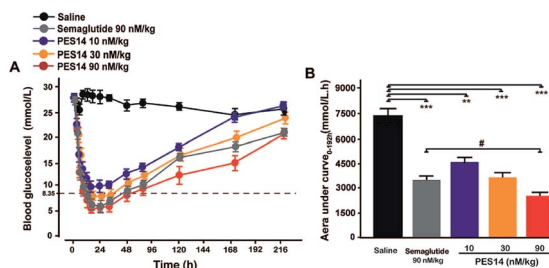 Saline
Semaglutide 90 nM/kg
PES14 10 nM/kg
PES14 30 nM/kg
PES14 90 nM/kg
A
Blood glucoselevel (mmol/L)
30
25
20
15
10
8.35
5
0
0 24 48 72 96 120 144 168 192 216
Time (h)
B
Aera under curve0-192h(mmol/L.h)
9000
7500
6000
4500
3000
1500
0
***
**
***
***
#
Saline
Semaglutide
90 nM/kg
10 30 90
PES14 (nM/kg)